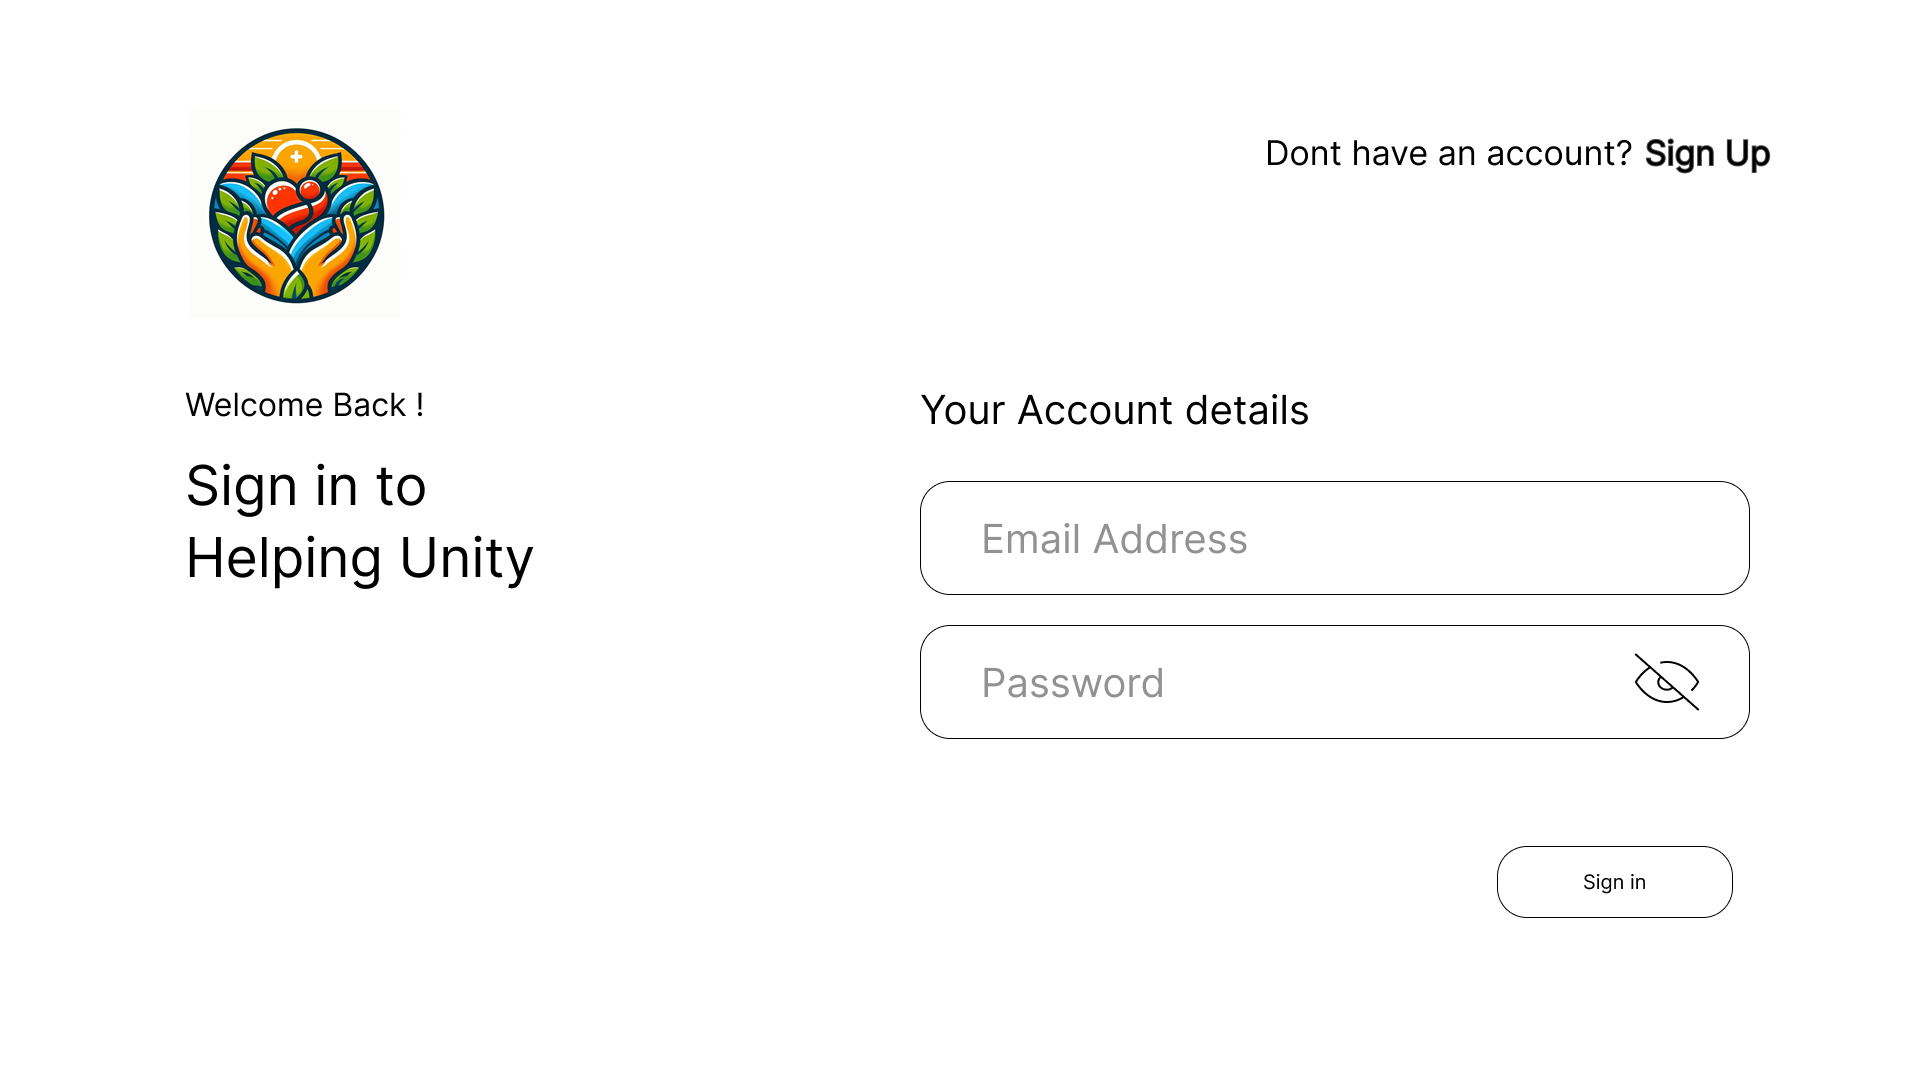 Dont have an account? Sign Up
Welcome Back !
Sign in to
Helping Unity
Your Account details
Email Address
Password
Sign in